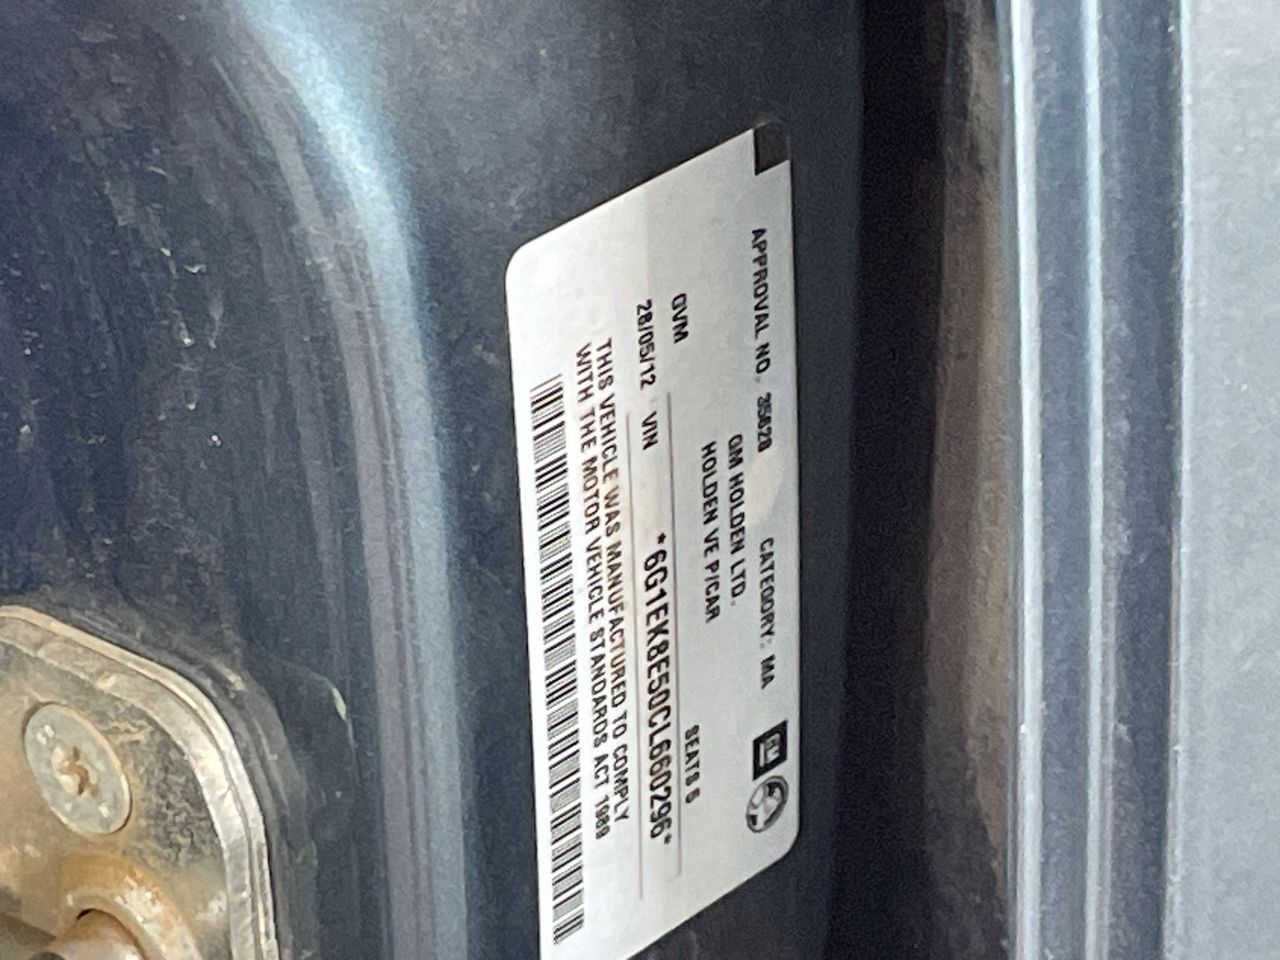 APPROVAL NO. 35628 CATEGORY: MA
GM HOLDEN LTD.
HOLDEN VE P/CAR
GVM SEATS 5
28/05/12 VIN *6G1EK8E50CL660296*
THIS VEHICLE WAS MANUFACTURED TO COMPLY
WITH THE MOTOR VEHICLE STANDARDS ACT 1989
GM